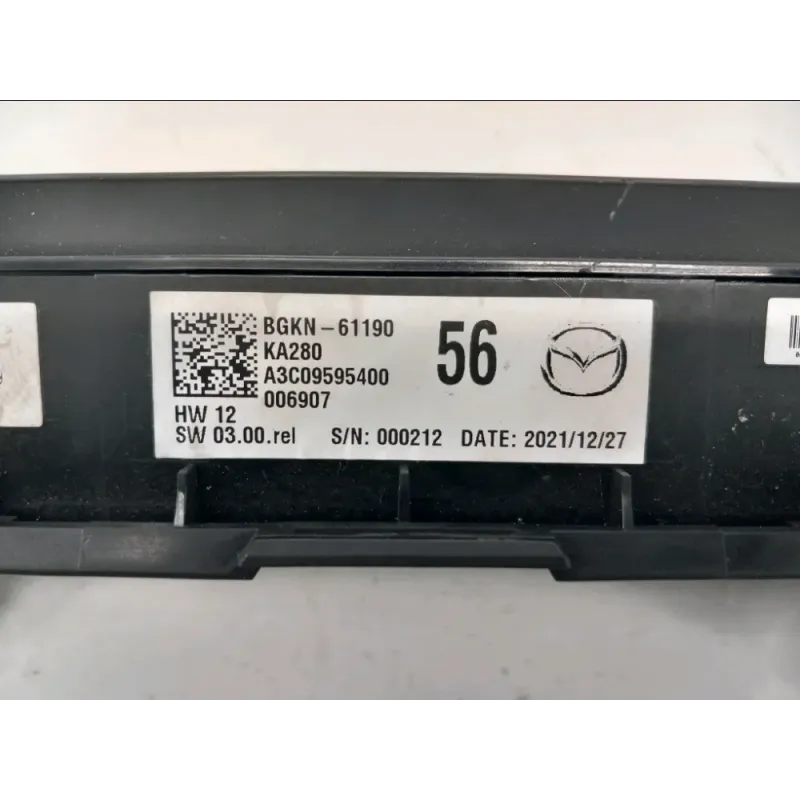 BGKN-61190
KA280
A3C09595400
006907
56
HW 12
SW 03.00.rel S/N: 000212 DATE: 2021/12/27